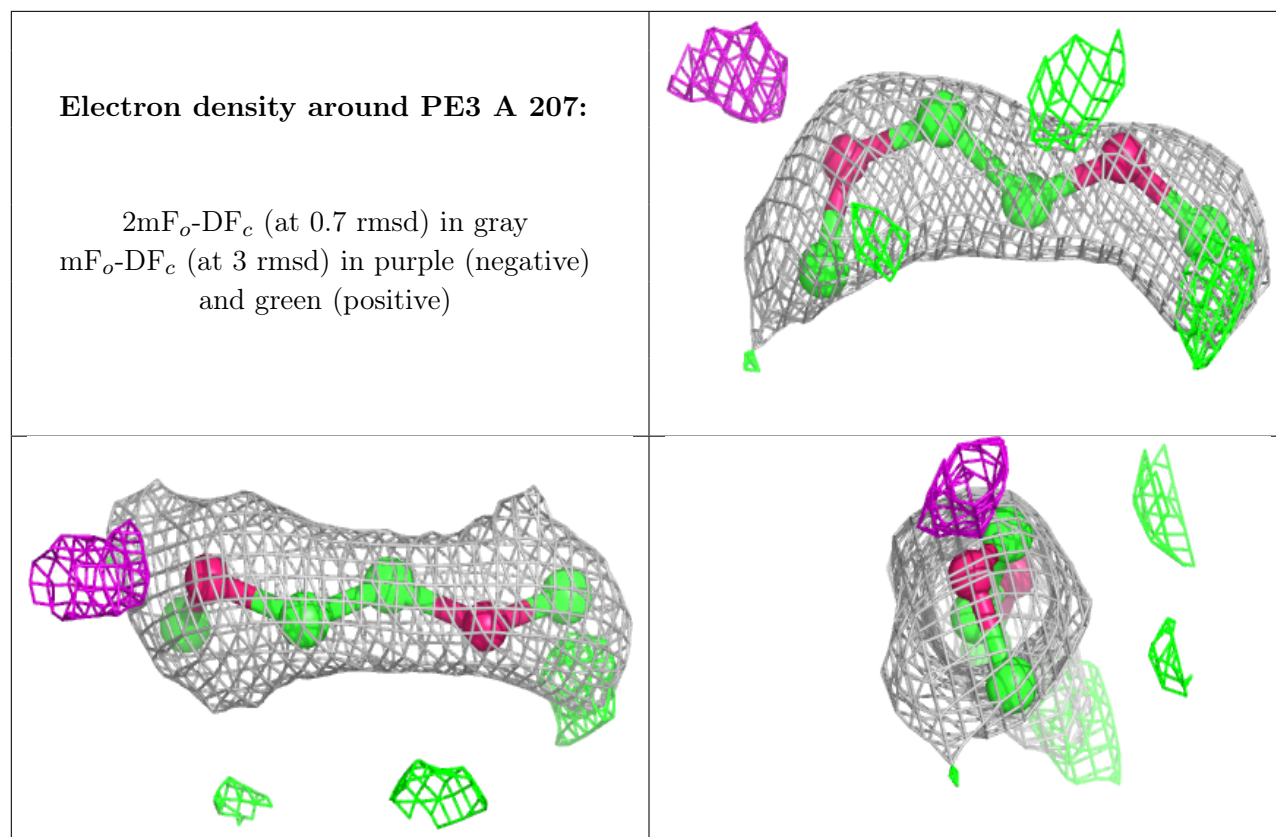 Electron density around PE3 A 207:
2mFo-DFc (at 0.7 rmsd) in gray
mFo-DFc (at 3 rmsd) in purple (negative)
and green (positive)